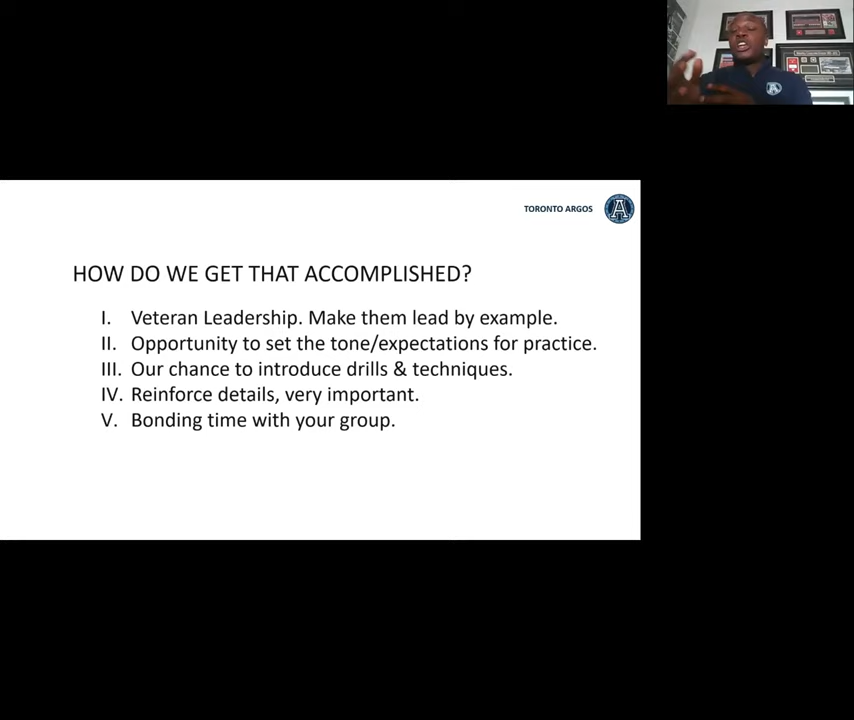 TORONTO ARGOS
A
HOW DO WE GET THAT ACCOMPLISHED?
I. Veteran Leadership. Make them lead by example.
II. Opportunity to set the tone/expectations for practice.
III. Our chance to introduce drills & techniques.
IV. Reinforce details, very important.
V. Bonding time with your group.